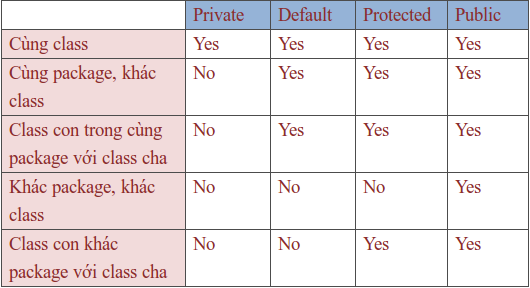 Private Default Protected Public
Cùng class Yes Yes Yes Yes
Cùng package, khác No Yes Yes Yes
class
Class con trong cùng No Yes Yes Yes
package với class cha
Khác package, khác No No No Yes
class
Class con khác No No Yes Yes
package với class cha